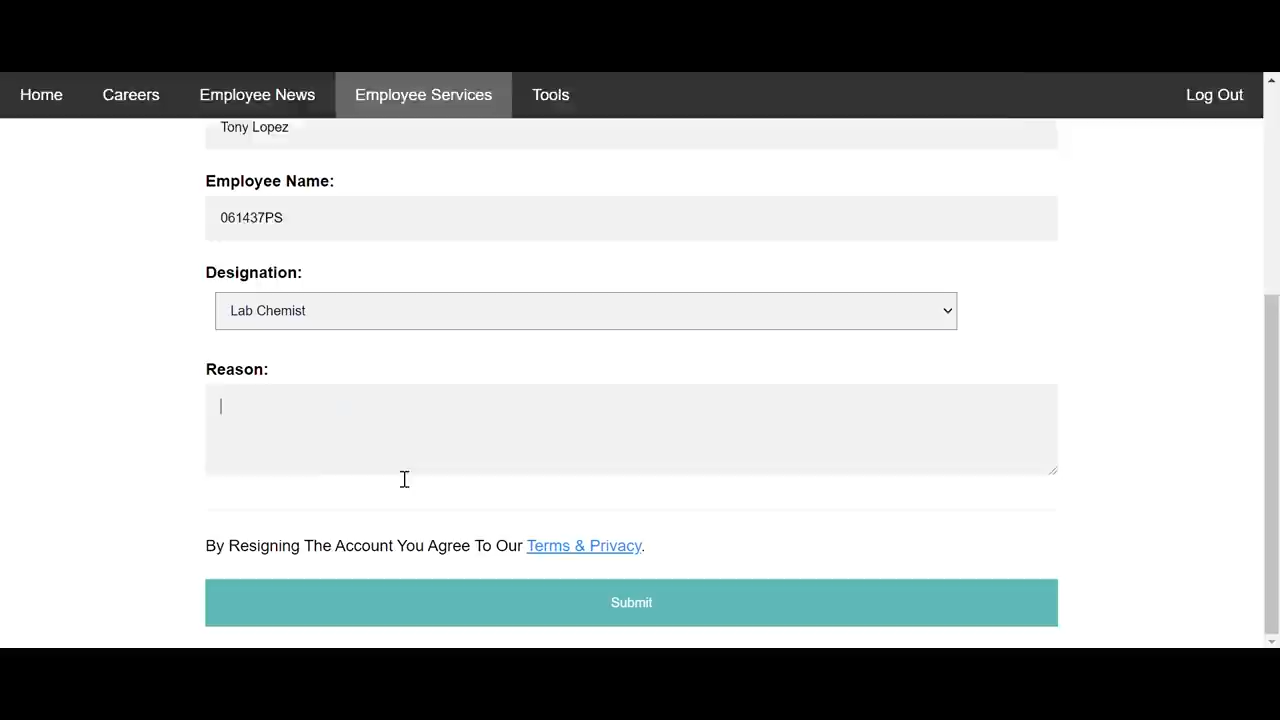 Home Careers Employee News Employee Services Tools Log Out
Tony Lopez
Employee Name:
061437PS
Designation:
Lab Chemist
Reason:
By Resigning The Account You Agree To Our Terms & Privacy.
Submit